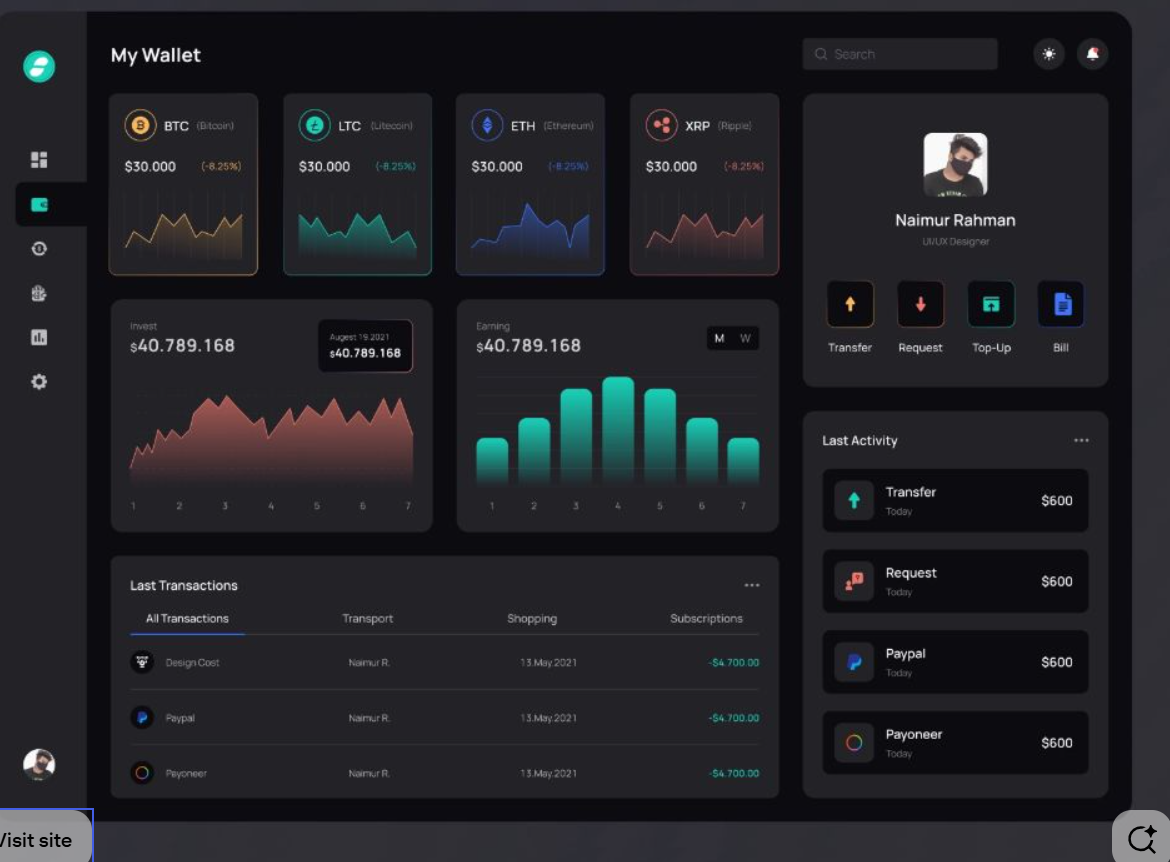 My Wallet
Search
BTC (Bitcoin)
$30.000 (-8.25%)
LTC (Litecoin)
$30.000 (-8.25%)
ETH (Ethereum)
$30.000 (-8.25%)
XRP (Ripple)
$30.000 (-8.25%)
Naimur Rahman
UI/UX Designer
Transfer Request Top-Up Bill
Invest
$40.789.168
Augest 19.2021
$40.789.168
1 2 3 4 5 6 7
Earning
$40.789.168
M W
1 2 3 4 5 6 7
Last Activity
Transfer
Today
$600
Request
Today
$600
Paypal
Today
$600
Payoneer
Today
$600
Last Transactions
All Transactions Transport Shopping Subscriptions
Design Cost Naimur R. 13.May.2021 -$4.700.00
Paypal Naimur R. 13.May.2021 -$4.700.00
Payoneer Naimur R. 13.May.2021 -$4.700.00
Visit site